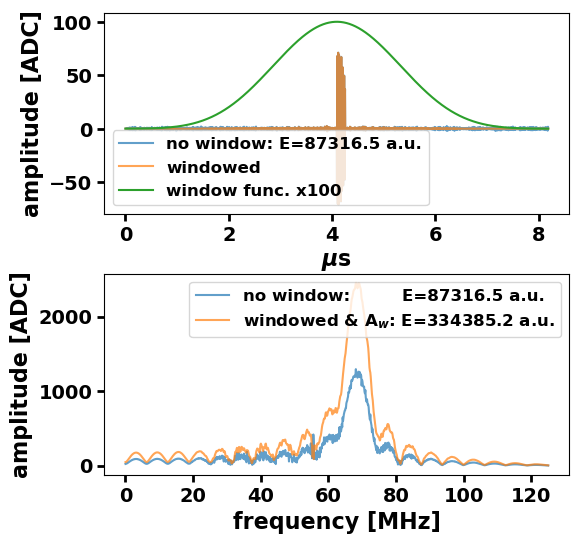 amplitude [ADC]
100
50
0
−50
no window: E=87316.5 a.u.
windowed
window func. x100
0 2 4 6 8
μs
amplitude [ADC]
2000
1000
0
no window: E=87316.5 a.u.
windowed & A_w: E=334385.2 a.u.
0 20 40 60 80 100 120
frequency [MHz]